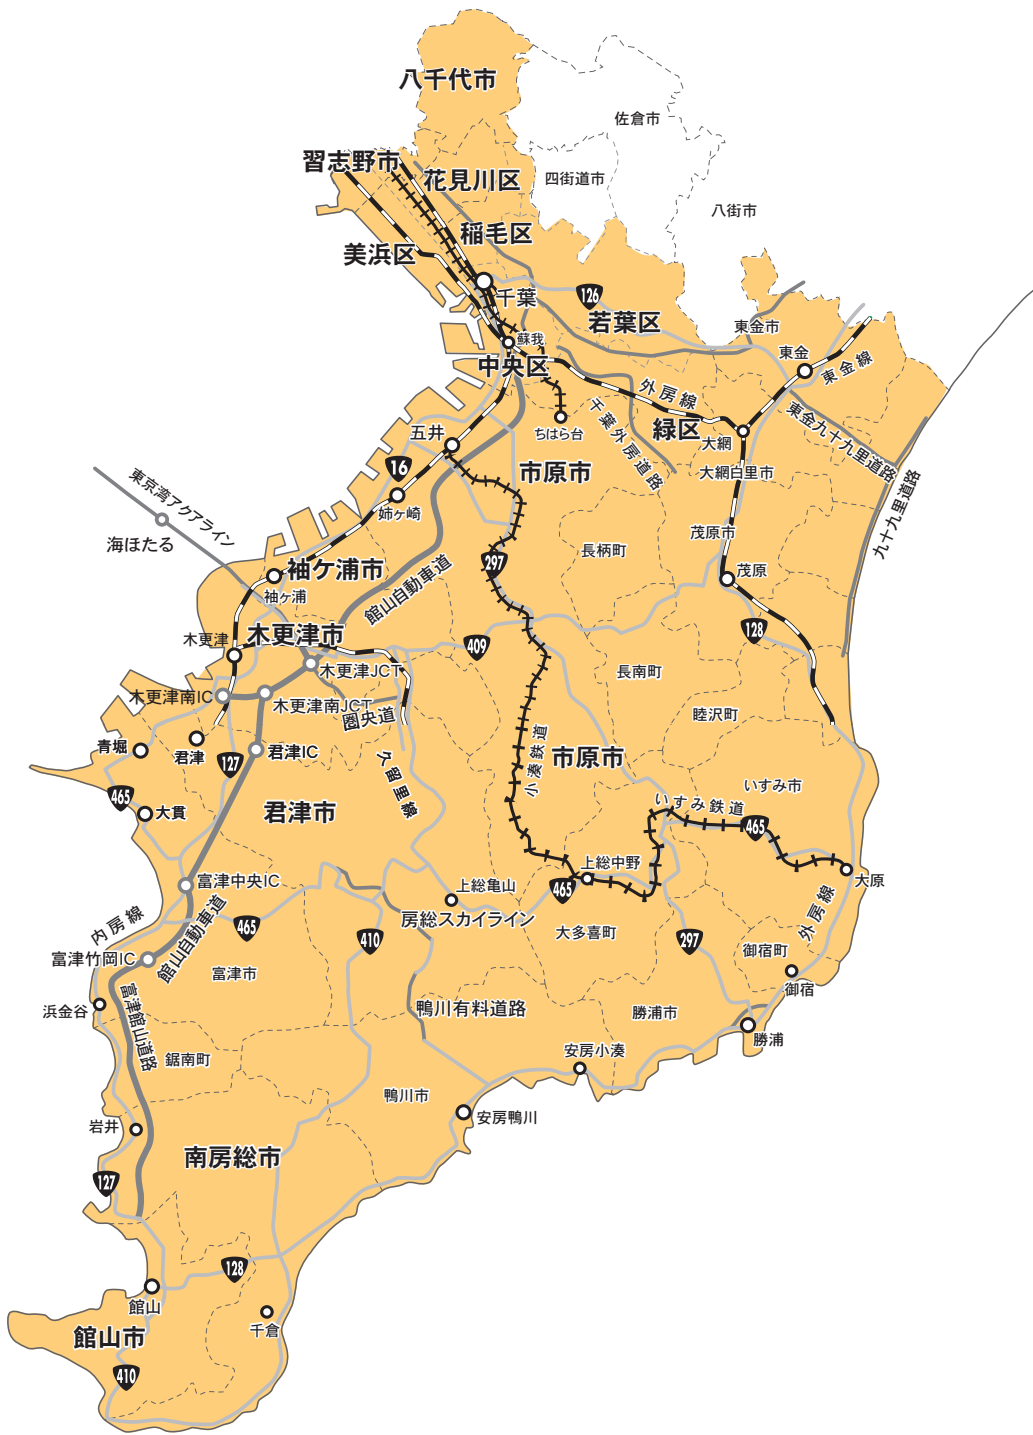 八千代市
佐倉市
習志野市
花見川区
四街道市
八街市
稲毛区
美浜区
千葉
126
若葉区
東金市
蘇我
中央区
東金
東金線
外房線
東金九十九里道路
千葉外房道路
ちはら台
五井
緑区
大網
16
市原市
大網白里市
九十九里道路
東京湾アクアライン
海ほたる
姉ヶ崎
茂原市
長柄町
297
袖ケ浦市
館山自動車道
茂原
袖ヶ浦
木更津
木更津市
128
409
木更津JCT
長南町
木更津南IC
木更津南JCT
圏央道
睦沢町
青堀
君津
君津IC
127
小湊鉄道
市原市
久留里線
465
大貫
君津市
いすみ市
いすみ鉄道
465
上総中野
大原
富津中央IC
上総亀山
465
内房線
房総スカイライン
外房線
館山自動車道
465
410
大多喜町
297
御宿町
富津竹岡IC
富津市
御宿
浜金谷
富津館山道路
鴨川有料道路
勝浦市
勝浦
鋸南町
安房小湊
鴨川市
岩井
安房鴨川
南房総市
127
128
館山
千倉
館山市
410